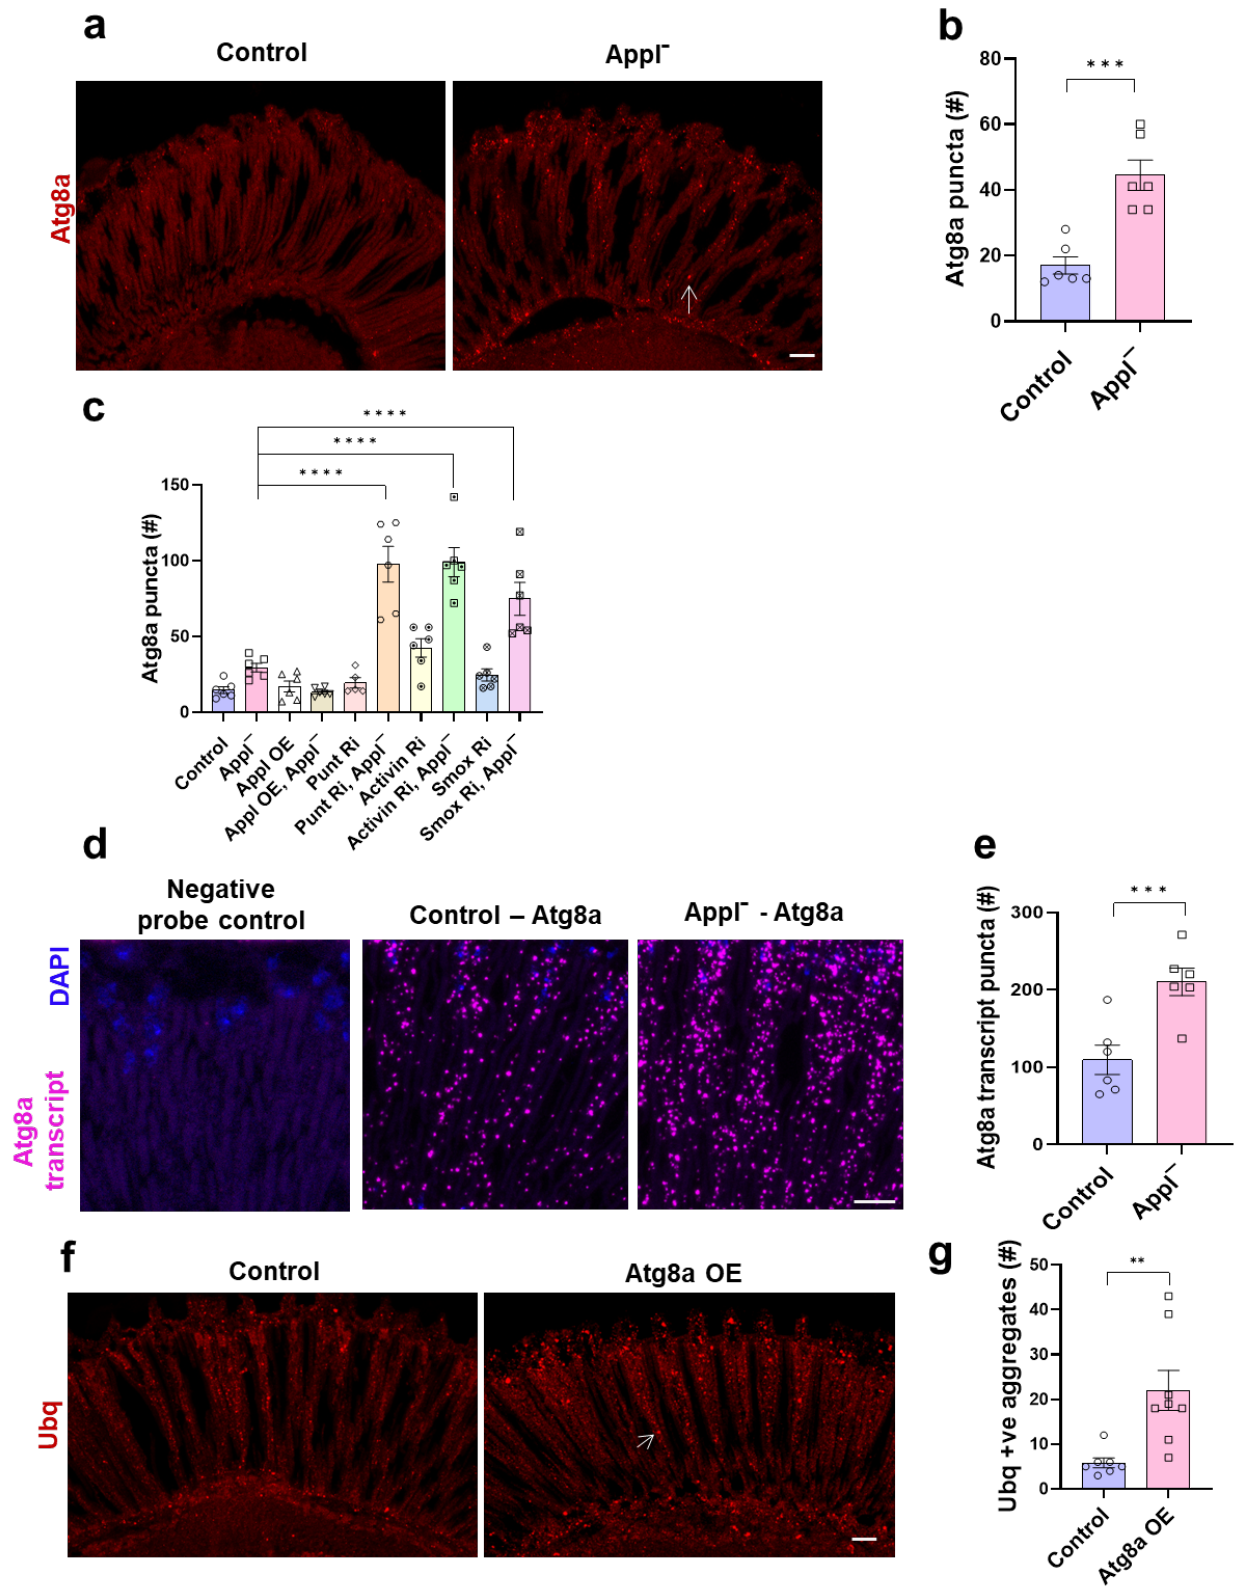 a
Control
Appl⁻
Atg8a
b
Atg8a puncta (#)
80
60
40
20
0
* * *
Control
Appl⁻
c
Atg8a puncta (#)
150
100
50
0
* * * *
* * * *
* * * *
Control
Appl⁻
Appl OE
Appl OE, Appl⁻
Punt Ri
Punt Ri, Appl⁻
Activin Ri
Activin Ri, Appl⁻
Smox Ri
Smox Ri, Appl⁻
d
Negative
probe control
Control – Atg8a
Appl⁻ - Atg8a
DAPI
Atg8a
transcript
e
Atg8a transcript puncta (#)
300
200
100
0
* * *
Control
Appl⁻
f
Control
Atg8a OE
Ubq
g
Ubq +ve aggregates (#)
50
40
30
20
10
0
**
Control
Atg8a OE